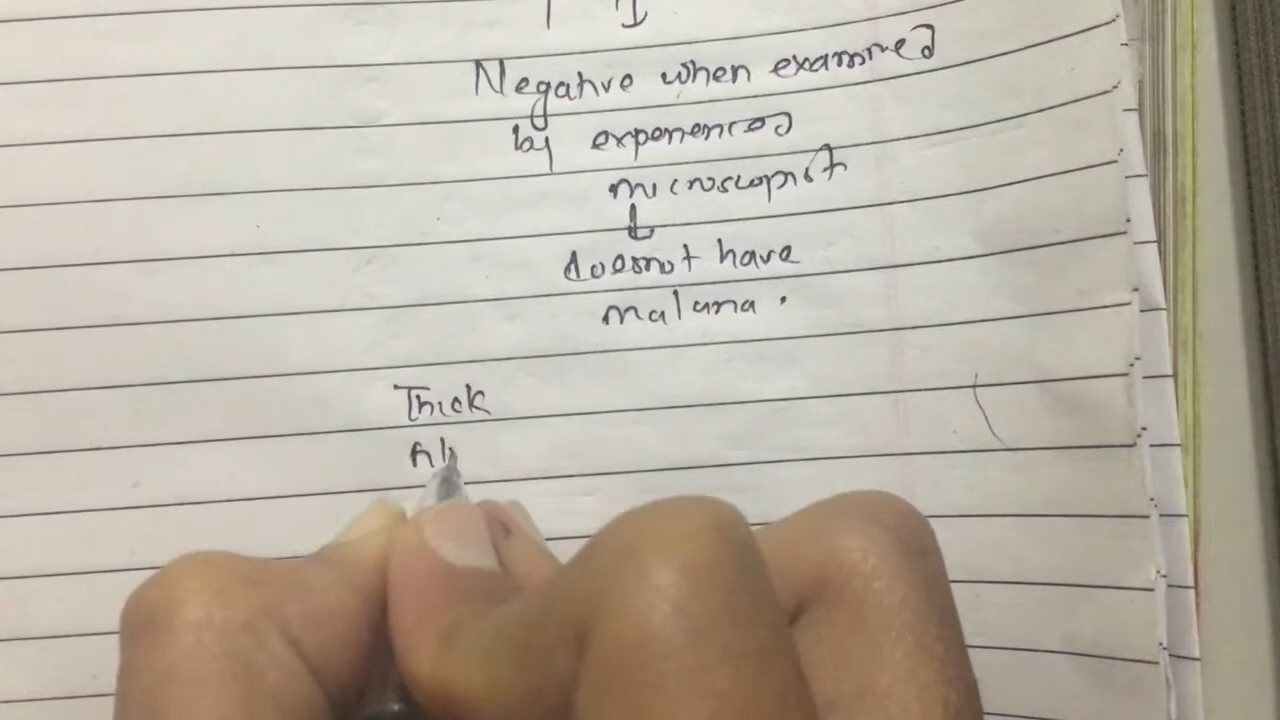 Negative when examined
by experienced
microscopist
doesnot have
malaria.
Thick